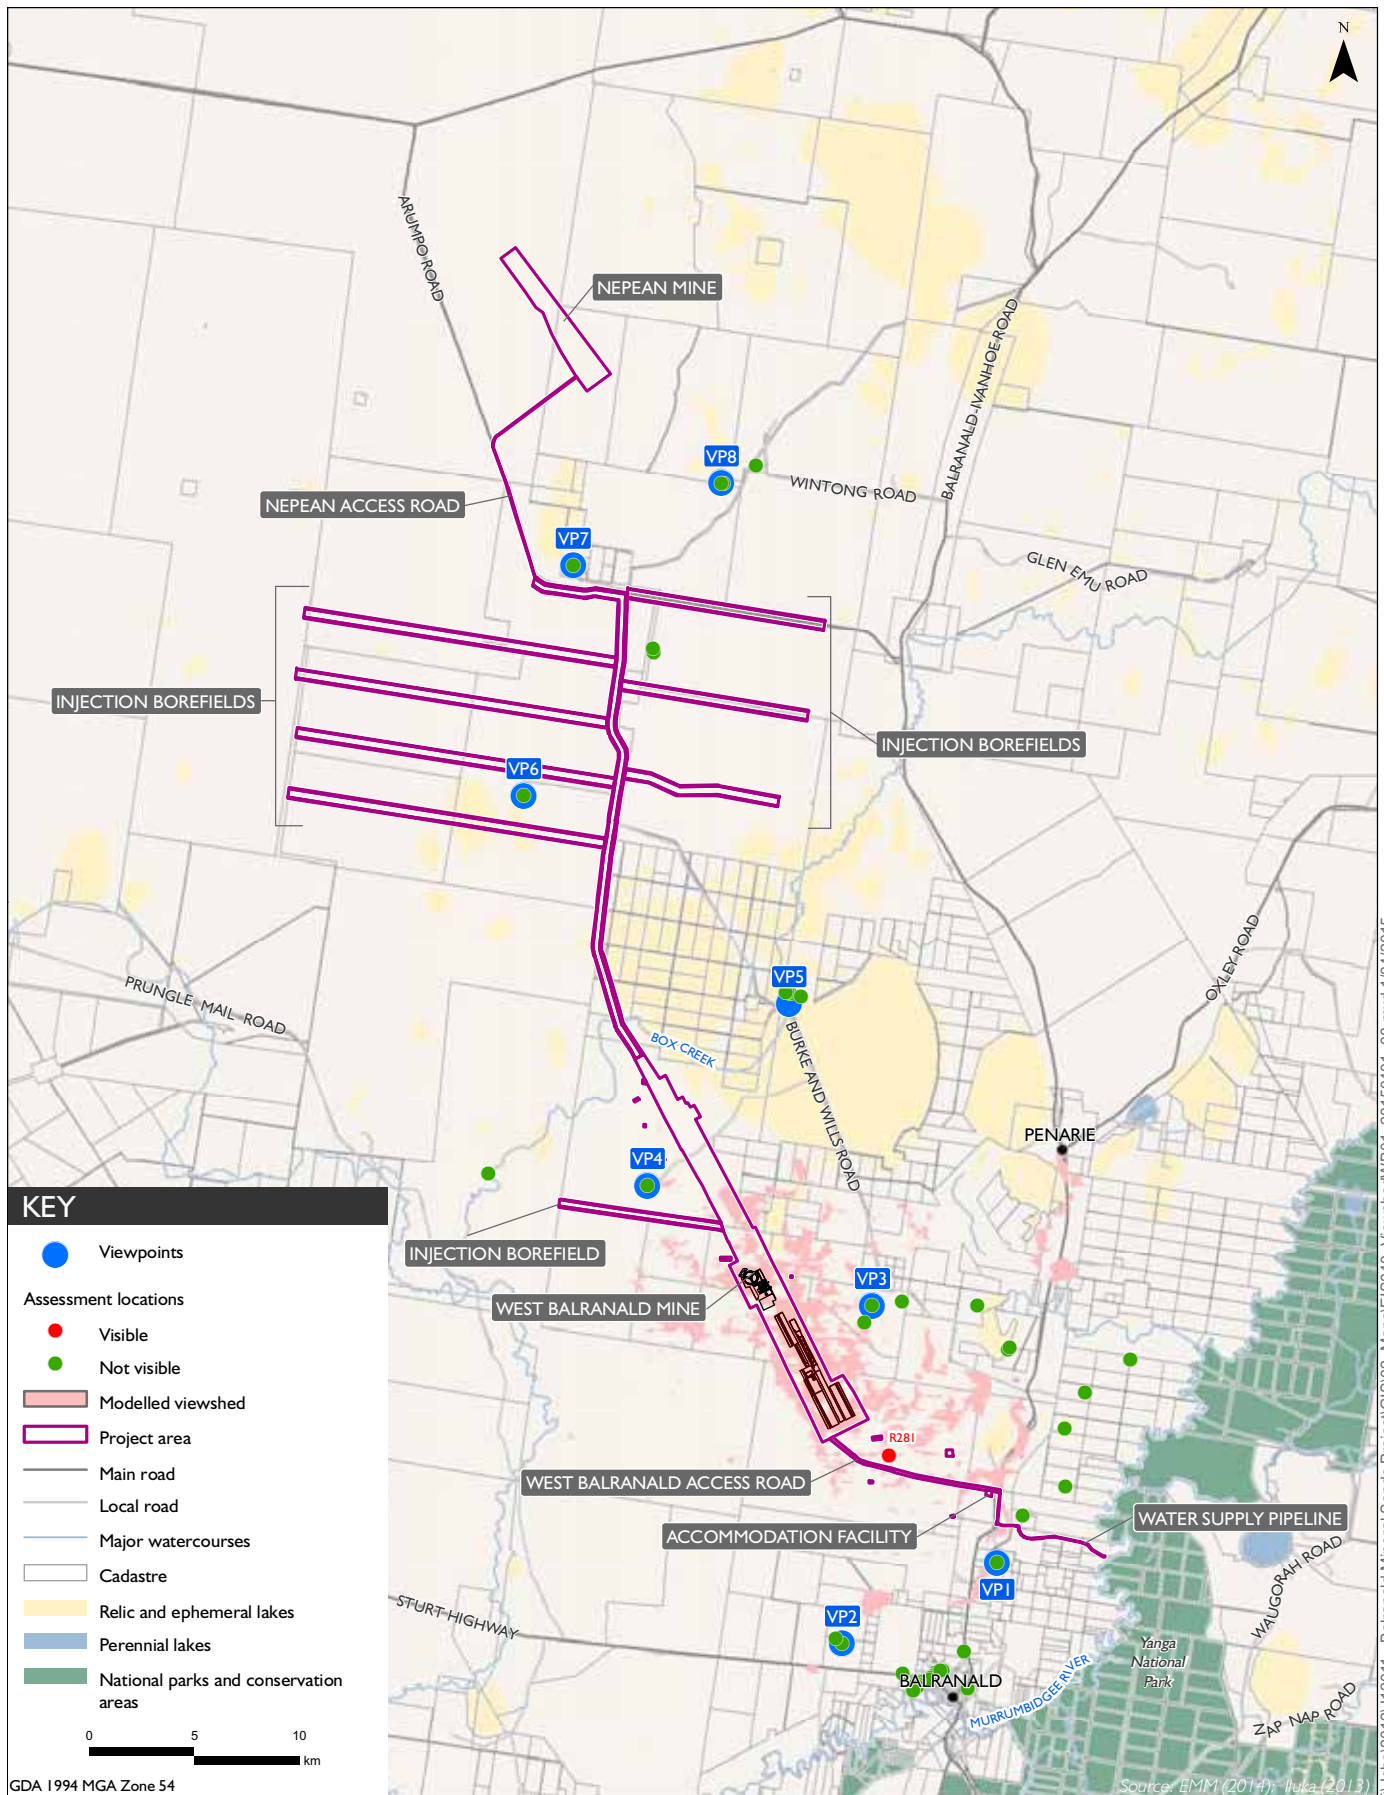 N
ARUMPO ROAD
NEPEAN MINE
BALRANALD-IVANHOE ROAD
VP8
WINTONG ROAD
NEPEAN ACCESS ROAD
VP7
GLEN EMU ROAD
INJECTION BOREFIELDS
INJECTION BOREFIELDS
VP6
OXLEY ROAD
PRUNGLE MAIL ROAD
VP5
BOX CREEK
BURKE AND WILLS ROAD
PENARIE
VP4
INJECTION BOREFIELD
VP3
WEST BALRANALD MINE
R281
WEST BALRANALD ACCESS ROAD
WATER SUPPLY PIPELINE
ACCOMMODATION FACILITY
WAUGORAH ROAD
VP1
STURT HIGHWAY
VP2
Yanga
National
Park
BALRANALD
MURRUMBIDGEE RIVER
ZAP NAP ROAD
KEY
Viewpoints
Assessment locations
Visible
Not visible
Modelled viewshed
Project area
Main road
Local road
Major watercourses
Cadastre
Relic and ephemeral lakes
Perennial lakes
National parks and conservation
areas
0 5 10
km
GDA 1994 MGA Zone 54
Source: EMM (2014); Iluka (2013)